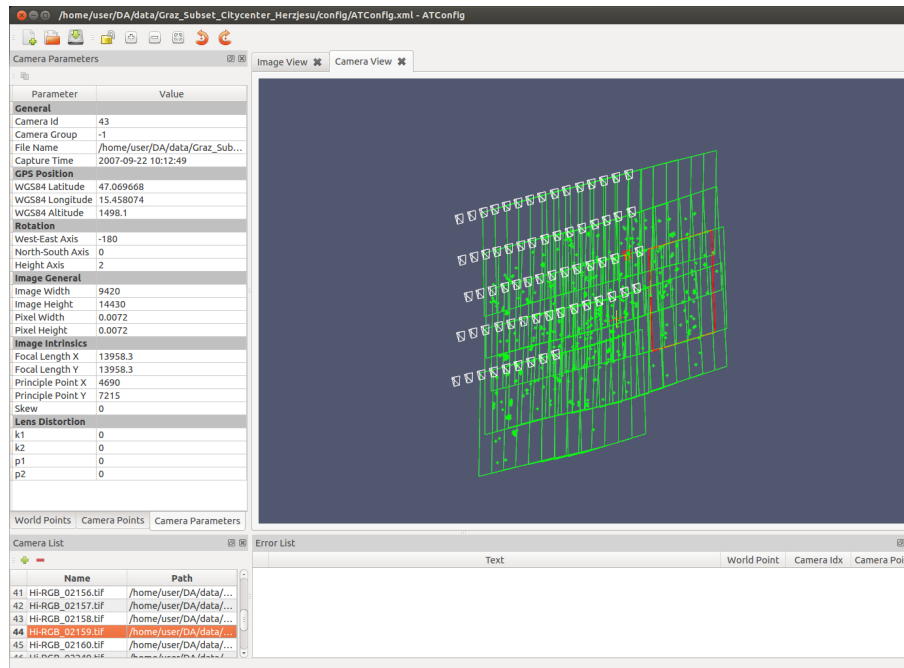 /home/user/DA/data/Graz_Subset_Citycenter_Herzjesu/config/ATConfig.xml - ATConfig
Camera Parameters
Image View
Camera View
Parameter Value
General
Camera Id 43
Camera Group -1
File Name /home/user/DA/data/Graz_Sub...
Capture Time 2007-09-22 10:12:49
GPS Position
WGS84 Latitude 47.069668
WGS84 Longitude 15.458074
WGS84 Altitude 1498.1
Rotation
West-East Axis -180
North-South Axis 0
Height Axis 2
Image General
Image Width 9420
Image Height 14430
Pixel Width 0.0072
Pixel Height 0.0072
Image Intrinsics
Focal Length X 13958.3
Focal Length Y 13958.3
Principle Point X 4690
Principle Point Y 7215
Skew 0
Lens Distortion
k1 0
k2 0
p1 0
p2 0
World Points Camera Points Camera Parameters
Camera List
Name Path
41 Hi-RGB_02156.tif /home/user/DA/data/...
42 Hi-RGB_02157.tif /home/user/DA/data/...
43 Hi-RGB_02158.tif /home/user/DA/data/...
44 Hi-RGB_02159.tif /home/user/DA/data/...
45 Hi-RGB_02160.tif /home/user/DA/data/...
Error List
Text World Point Camera Idx Camera Poi